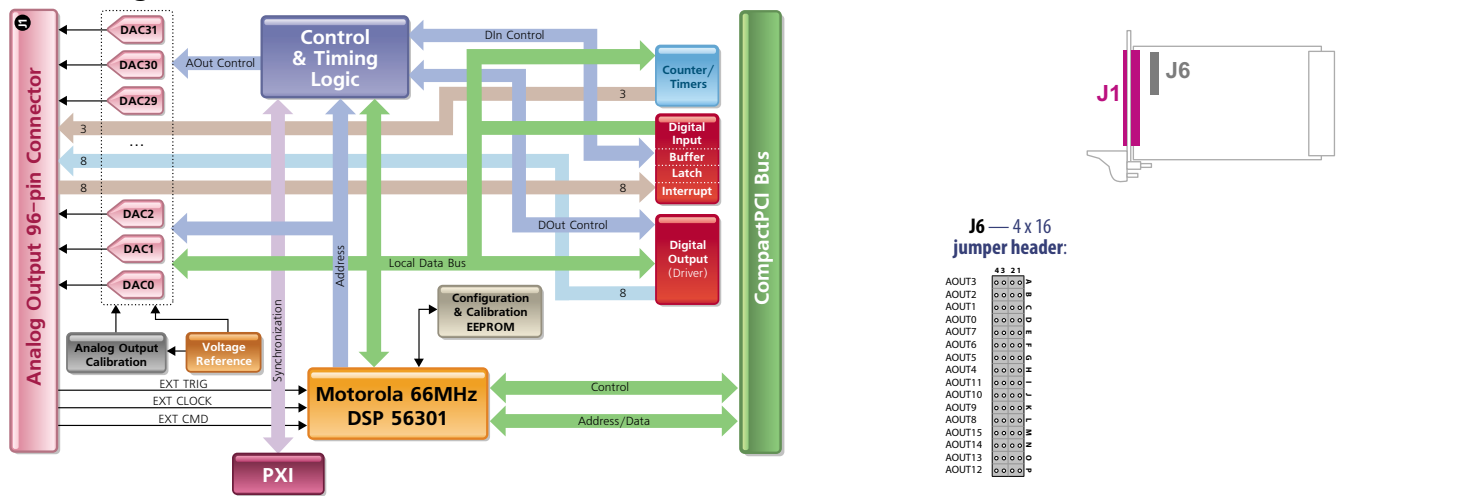 J1
Analog Output 96-pin Connector
DAC31
DAC30
DAC29
...
DAC2
DAC1
DAC0
Control
& Timing
Logic
AOut Control
DIn Control
Counter/
Timers
3
3
8
8
8
8
Digital
Input
Buffer
Latch
Interrupt
DOut Control
Digital
Output
(Driver)
Local Data Bus
Address
Synchronization
Configuration
& Calibration
EEPROM
Analog Output
Calibration
Voltage
Reference
EXT TRIG
EXT CLOCK
EXT CMD
Motorola 66MHz
DSP 56301
Control
Address/Data
PXI
CompactPCI Bus
J1
J6
J6 — 4 x 16
jumper header:
4 3 2 1
AOUT3 A
AOUT2 B
AOUT1 C
AOUT0 D
AOUT7 E
AOUT6 F
AOUT5 G
AOUT4 H
AOUT11 I
AOUT10 J
AOUT9 K
AOUT8 L
AOUT15 M
AOUT14 N
AOUT13 O
AOUT12 P